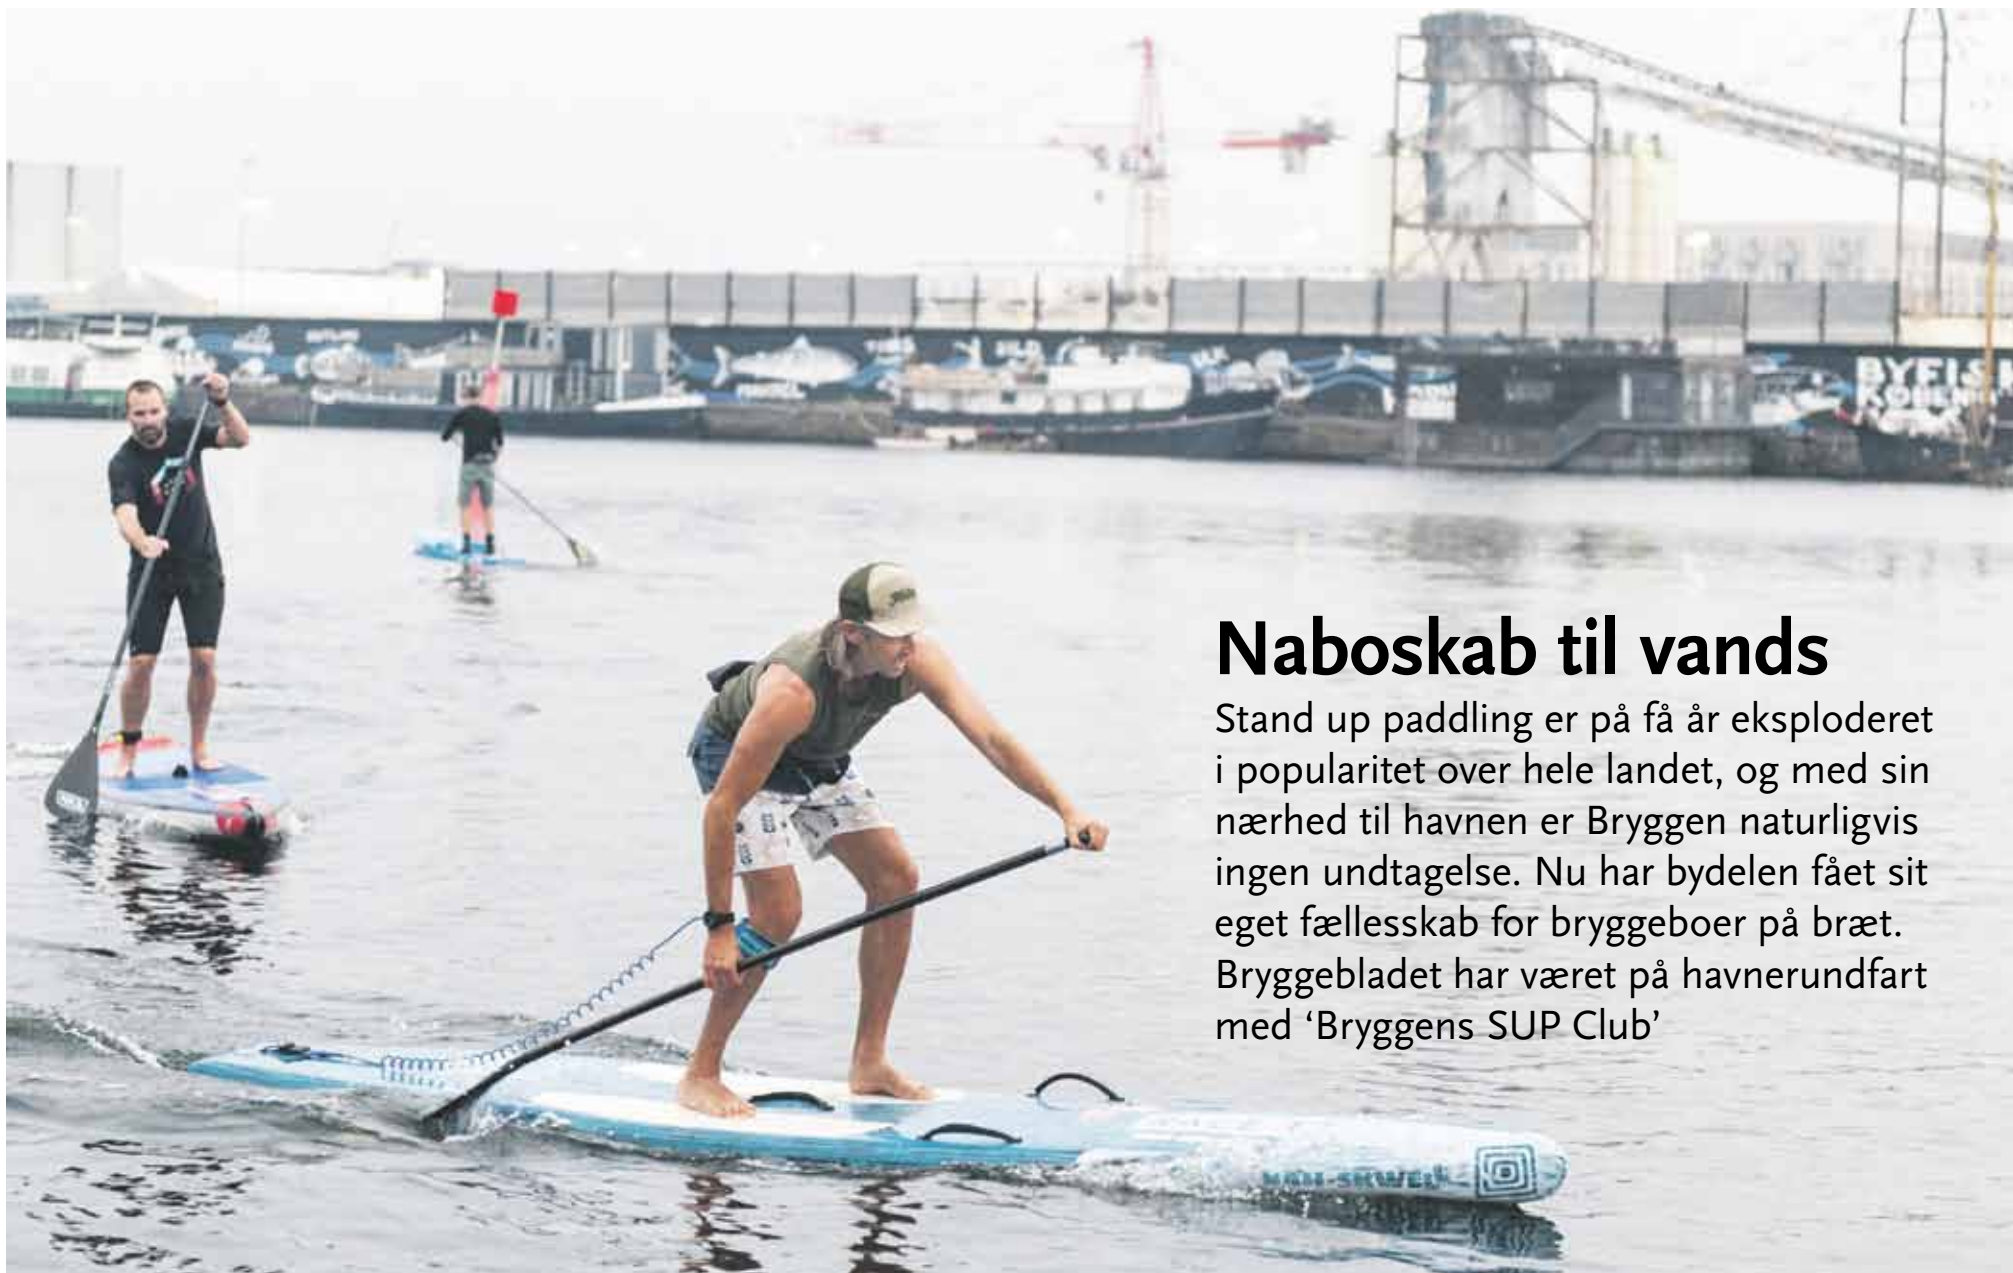 BYFISK
Naboskab til vands
Stand up paddling er på få år eksploderet
i popularitet over hele landet, og med sin
nærhed til havnen er Bryggen naturligvis
ingen undtagelse. Nu har bydelen fået sit
eget fællesskab for bryggeboer på bræt.
Bryggebladet har været på havnerundfart
med ‘Bryggens SUP Club’